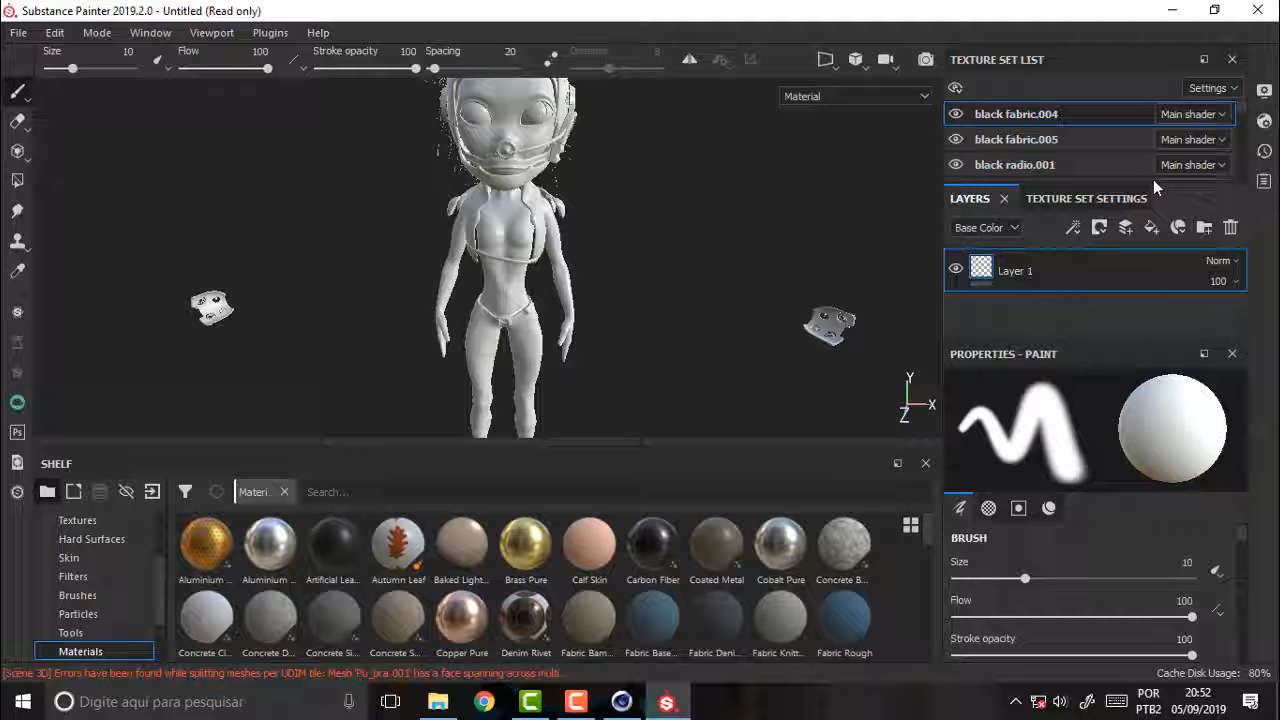 Substance Painter 2019.2.0 - Untitled (Read only)
File Edit Mode Window Viewport Plugins Help
Size 10 Flow 100 Stroke opacity 100 Spacing 20 8
Material
TEXTURE SET LIST
Settings
black fabric.004 Main shader
black fabric.005 Main shader
black radio.001 Main shader
LAYERS TEXTURE SET SETTINGS
Base Color
Layer 1 Norm
100
Y
X
Z
PROPERTIES - PAINT
BRUSH
Size 10
Flow 100
Stroke opacity 100
SHELF
Materi... Search...
Textures
Hard Surfaces
Skin
Filters
Brushes
Particles
Tools
Materials
Aluminium ... Aluminium ... Artificial Lea... Autumn Leaf Baked Light... Brass Pure Calf Skin Carbon Fiber Coated Metal Cobalt Pure Concrete B...
Concrete Cl... Concrete D... Concrete Si... Concrete S... Copper Pure Denim Rivet Fabric Bam... Fabric Base... Fabric Deni... Fabric Knitt... Fabric Rough
[Scene 3D] Errors have been found while splitting meshes per UDIM tile: Mesh 'Pu_bra 001' has a face spanning across multi...
Cache Disk Usage: 80%
Ps
Digite aqui para pesquisar
POR
PTB2
20:52
05/09/2019